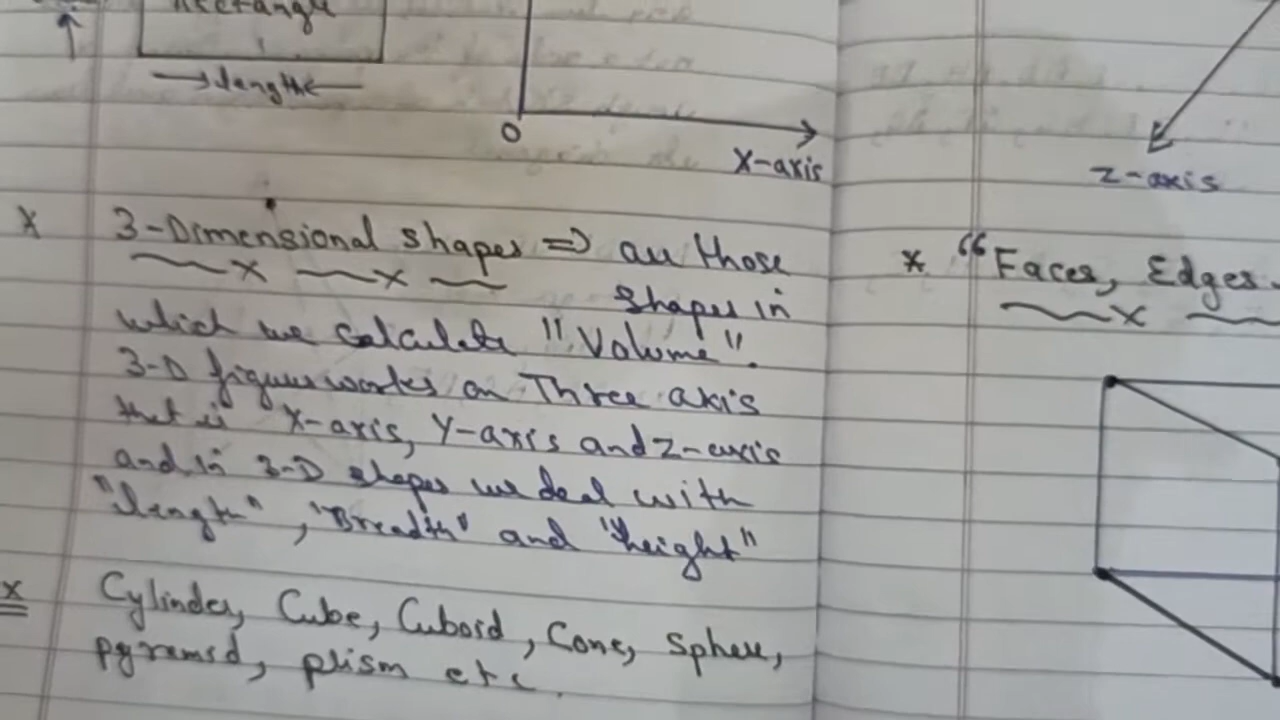 Rectangle
length
O
X-axis
* 3-Dimensional shapes => all those
shapes in
which we calculate "Volume".
3-D figure works on Three axis
that is X-axis, Y-axis and Z-axis
and in 3-D shapes we deal with
"length", "Breadth" and "height"
* Cylinder, Cube, Cuboid, Cone, Sphere,
pyramid, prism etc.
Z-axis
* "Faces, Edges